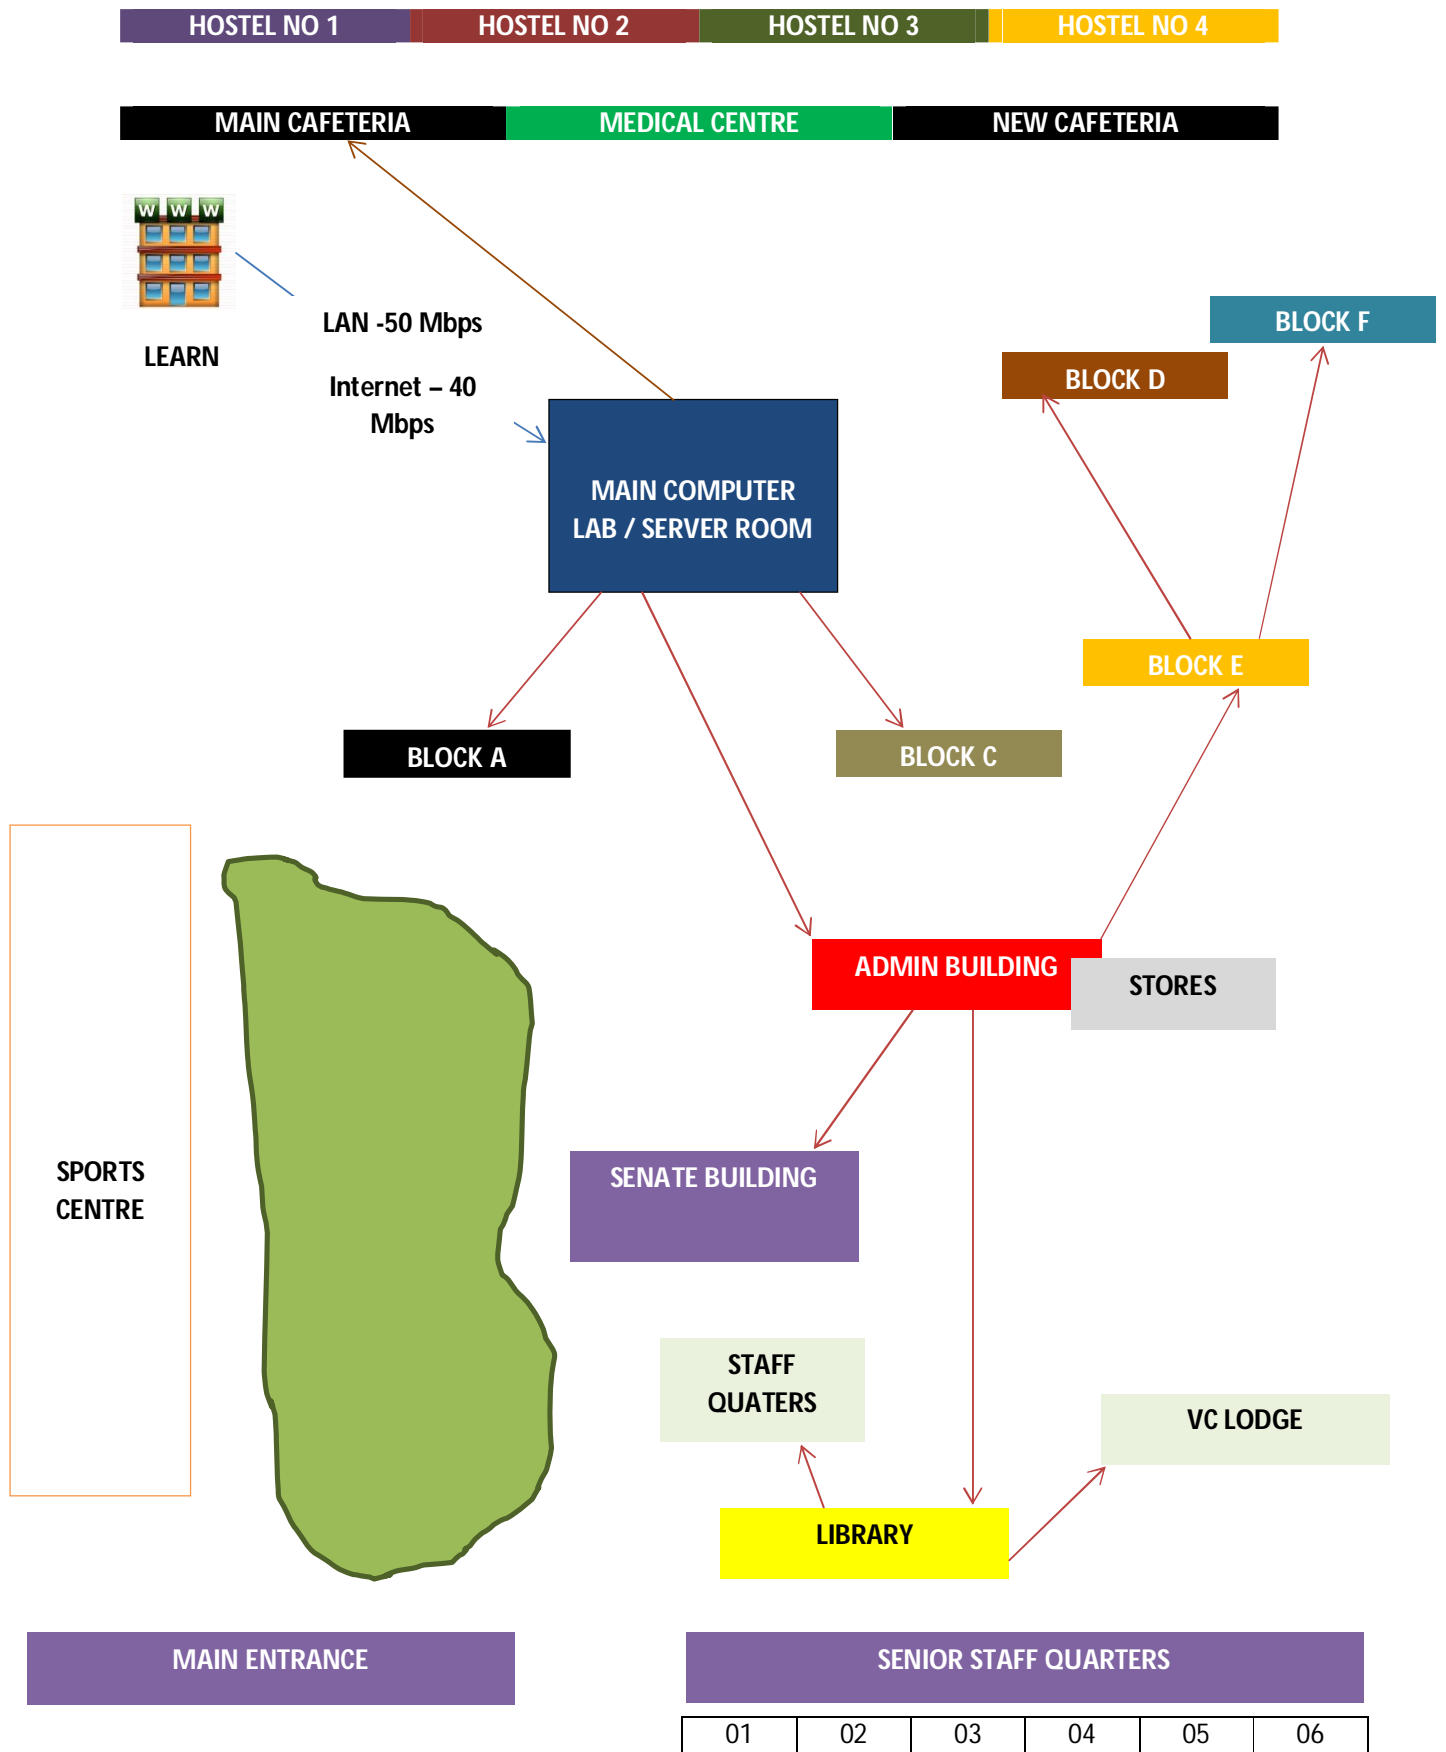 HOSTEL NO 1 HOSTEL NO 2 HOSTEL NO 3 HOSTEL NO 4
MAIN CAFETERIA MEDICAL CENTRE NEW CAFETERIA
W W W
LEARN
LAN -50 Mbps
Internet – 40
Mbps
BLOCK F
BLOCK D
MAIN COMPUTER
LAB / SERVER ROOM
BLOCK E
BLOCK A
BLOCK C
ADMIN BUILDING
STORES
SPORTS
CENTRE
SENATE BUILDING
STAFF
QUATERS
VC LODGE
LIBRARY
MAIN ENTRANCE
SENIOR STAFF QUARTERS
01 02 03 04 05 06